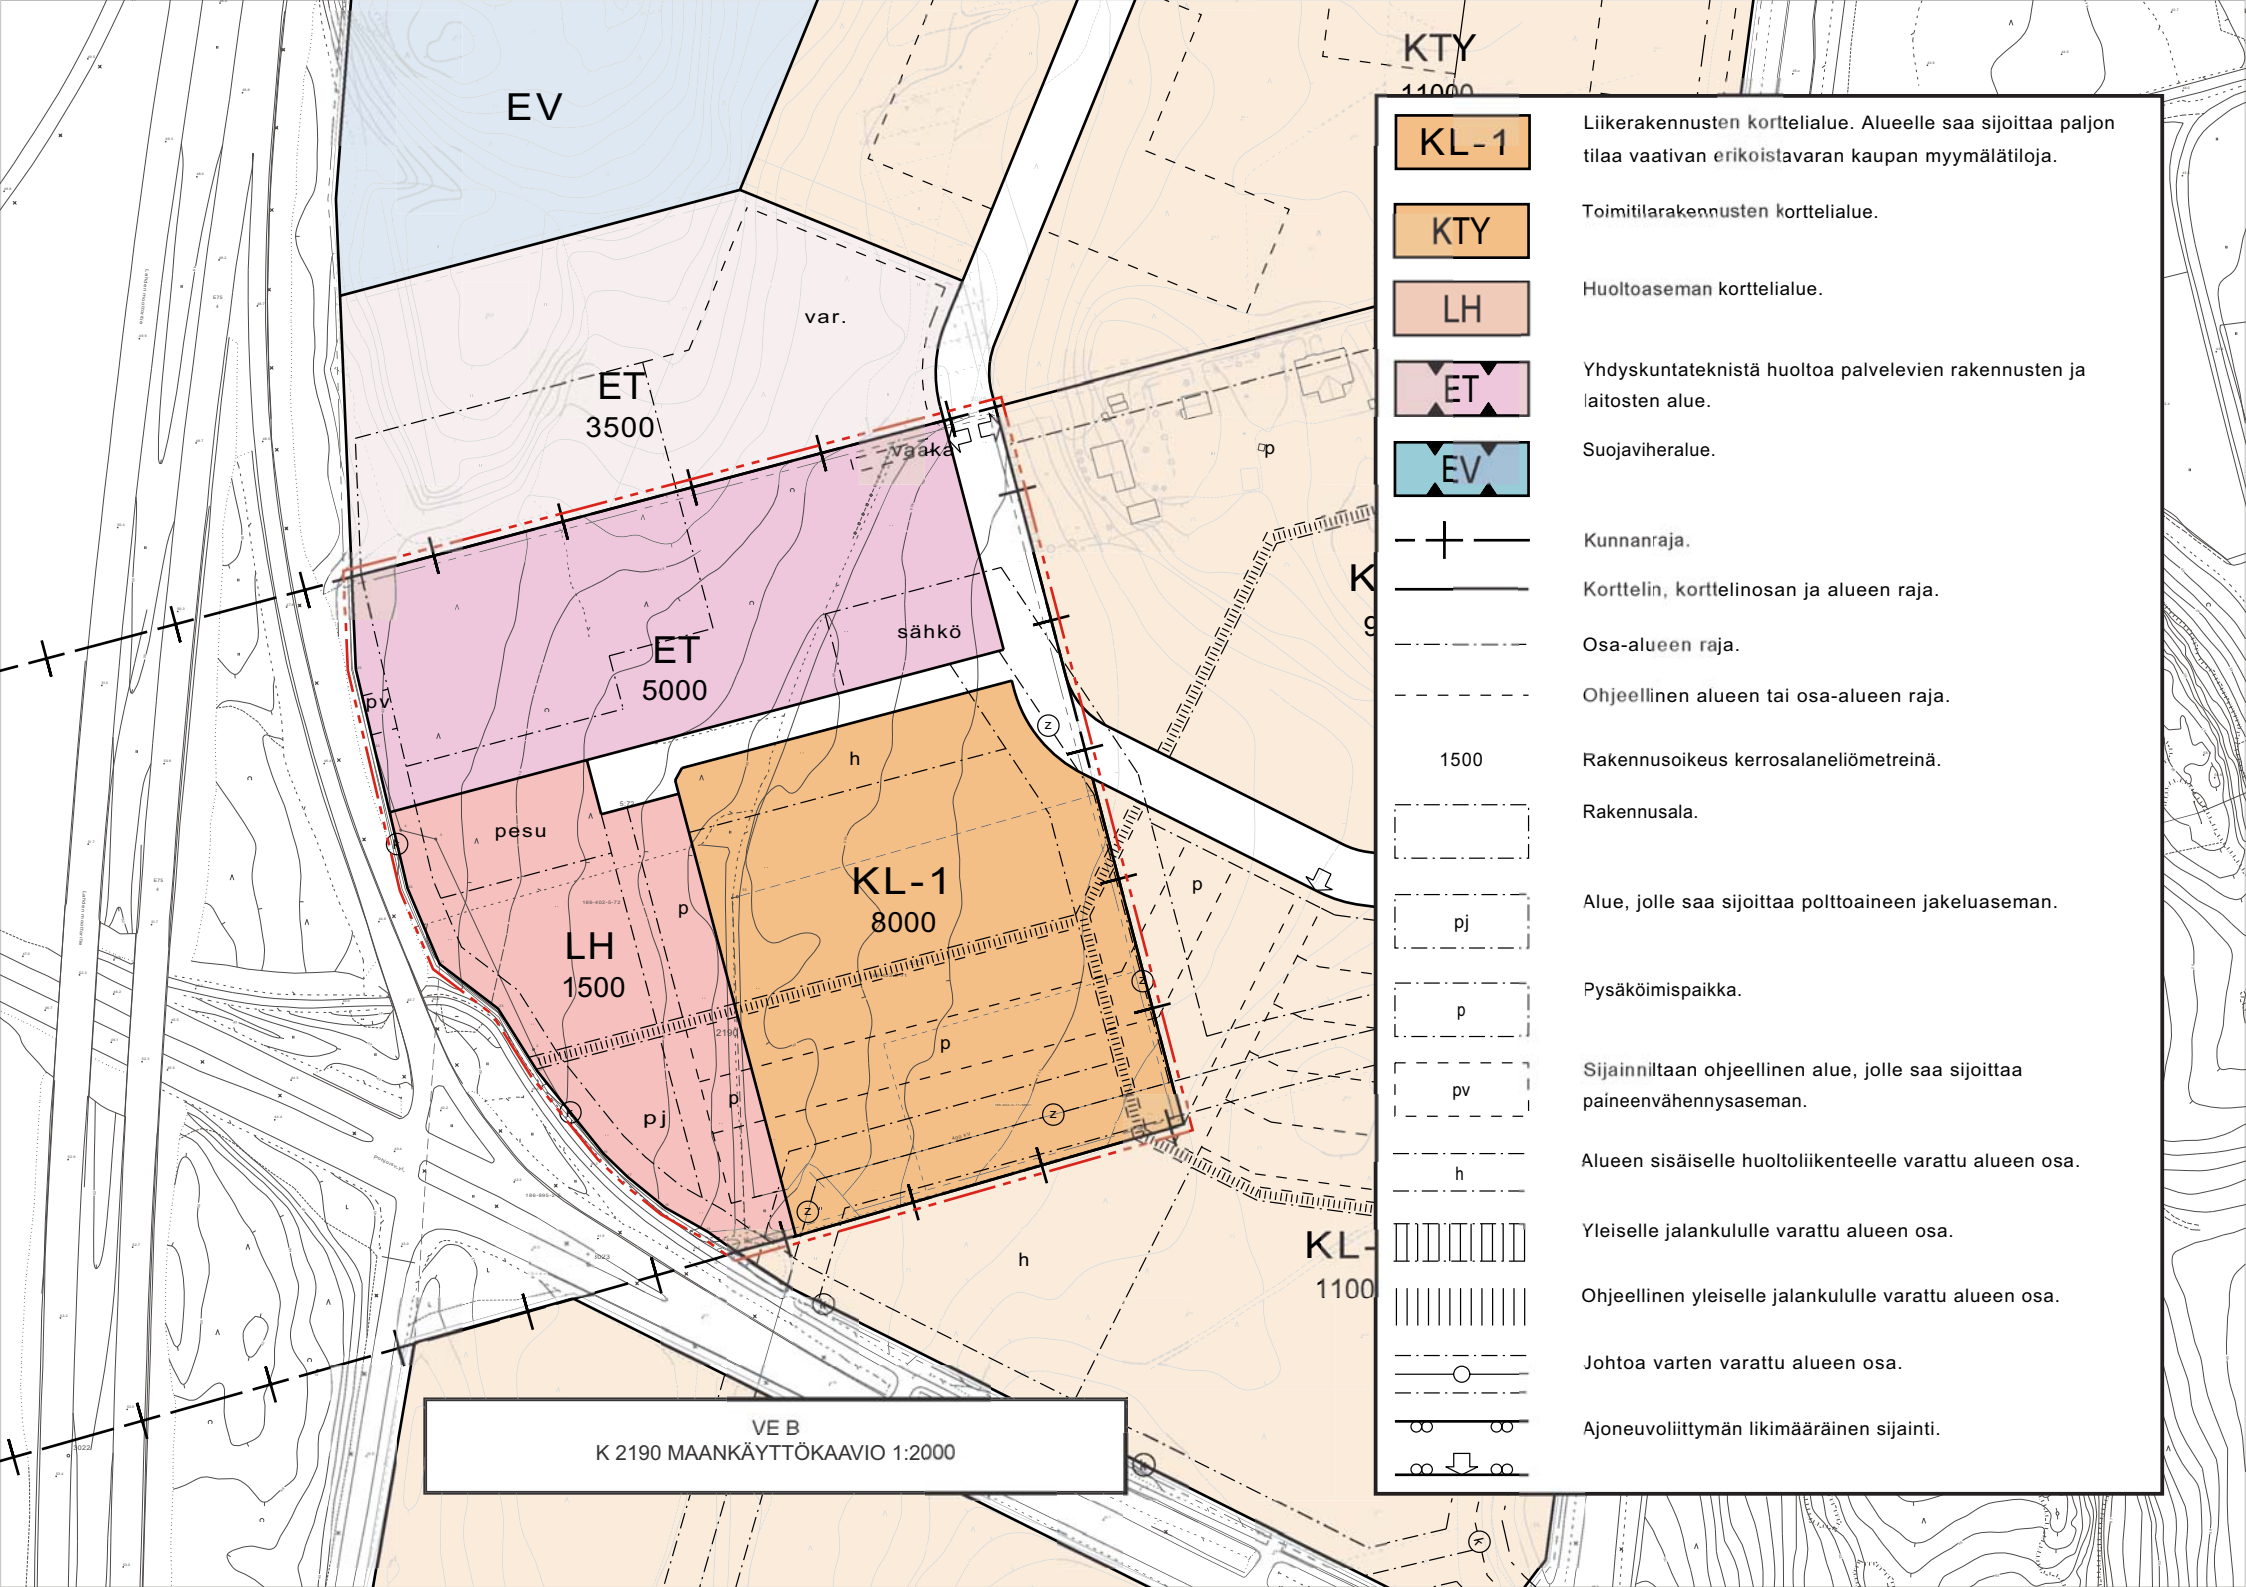 EV
KTY
11000
var.
ET
3500
vaaka
p
sähkö
ET
5000
pv
z
h
pesu
KL-1
8000
p
p
LH
1500
z
2190
p
p
pj
z
z
h
KL-
1100
VE B
K 2190 MAANKÄYTTÖKAAVIO 1:2000
KL-1
Liikerakennusten korttelialue. Alueelle saa sijoittaa paljon
tilaa vaativan erikoistavaran kaupan myymälätiloja.
KTY
Toimitilarakennusten korttelialue.
LH
Huoltoaseman korttelialue.
ET
Yhdyskuntateknistä huoltoa palvelevien rakennusten ja
laitosten alue.
EV
Suojaviheralue.
Kunnanraja.
Korttelin, korttelinosan ja alueen raja.
Osa-alueen raja.
Ohjeellinen alueen tai osa-alueen raja.
1500
Rakennusoikeus kerrosalaneliömetreinä.
Rakennusala.
pj
Alue, jolle saa sijoittaa polttoaineen jakeluaseman.
p
Pysäköimispaikka.
pv
Sijainniltaan ohjeellinen alue, jolle saa sijoittaa
paineenvähennysaseman.
h
Alueen sisäiselle huoltoliikenteelle varattu alueen osa.
Yleiselle jalankululle varattu alueen osa.
Ohjeellinen yleiselle jalankululle varattu alueen osa.
Johtoa varten varattu alueen osa.
Ajoneuvoliittymän likimääräinen sijainti.